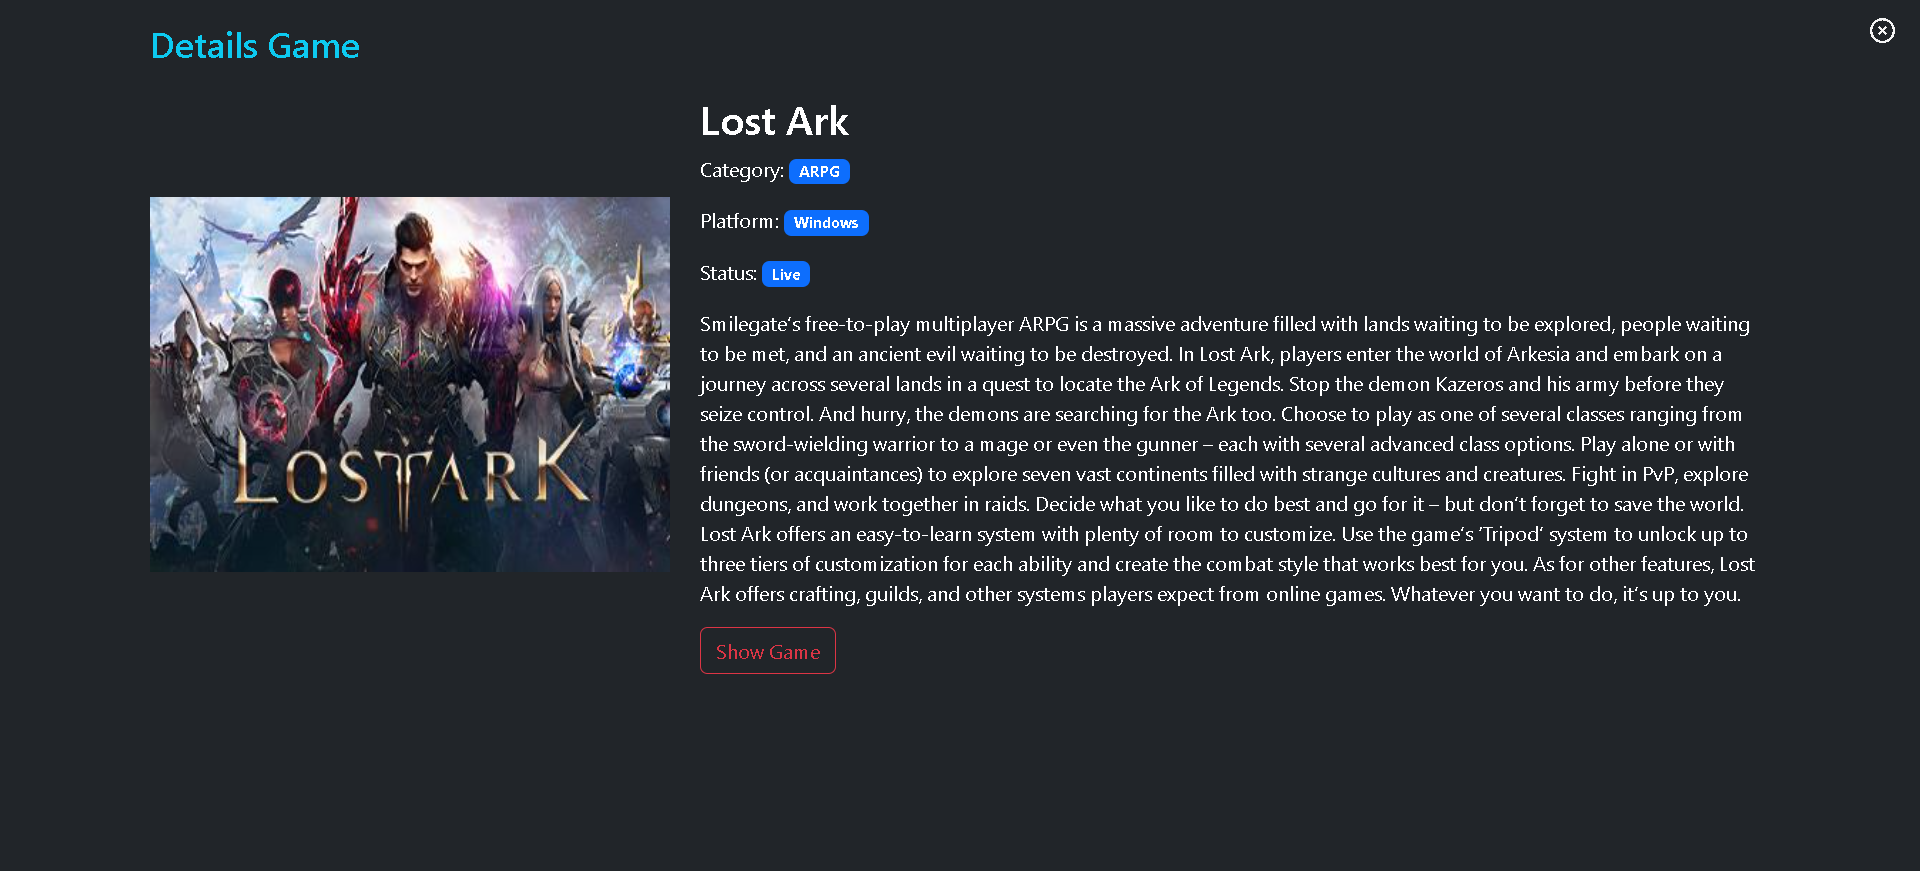 Details Game
Lost Ark
Category: ARPG
Platform: Windows
Status: Live
LOST ARK
Smilegate’s free-to-play multiplayer ARPG is a massive adventure filled with lands waiting to be explored, people waiting
to be met, and an ancient evil waiting to be destroyed. In Lost Ark, players enter the world of Arkesia and embark on a
journey across several lands in a quest to locate the Ark of Legends. Stop the demon Kazeros and his army before they
seize control. And hurry, the demons are searching for the Ark too. Choose to play as one of several classes ranging from
the sword-wielding warrior to a mage or even the gunner – each with several advanced class options. Play alone or with
friends (or acquaintances) to explore seven vast continents filled with strange cultures and creatures. Fight in PvP, explore
dungeons, and work together in raids. Decide what you like to do best and go for it – but don’t forget to save the world.
Lost Ark offers an easy-to-learn system with plenty of room to customize. Use the game’s ‘Tripod’ system to unlock up to
three tiers of customization for each ability and create the combat style that works best for you. As for other features, Lost
Ark offers crafting, guilds, and other systems players expect from online games. Whatever you want to do, it’s up to you.
Show Game